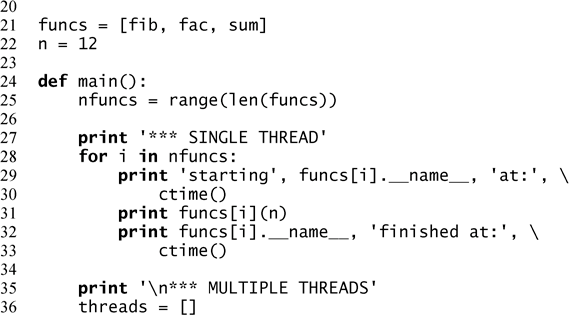 20
21 funcs = [fib, fac, sum]
22 n = 12
23
24 def main():
25     nfuncs = range(len(funcs))
26
27     print '*** SINGLE THREAD'
28     for i in nfuncs:
29         print 'starting', funcs[i].__name__, 'at:', \
30             ctime()
31         print funcs[i](n)
32         print funcs[i].__name__, 'finished at:', \
33             ctime()
34
35     print '\n*** MULTIPLE THREADS'
36     threads = []